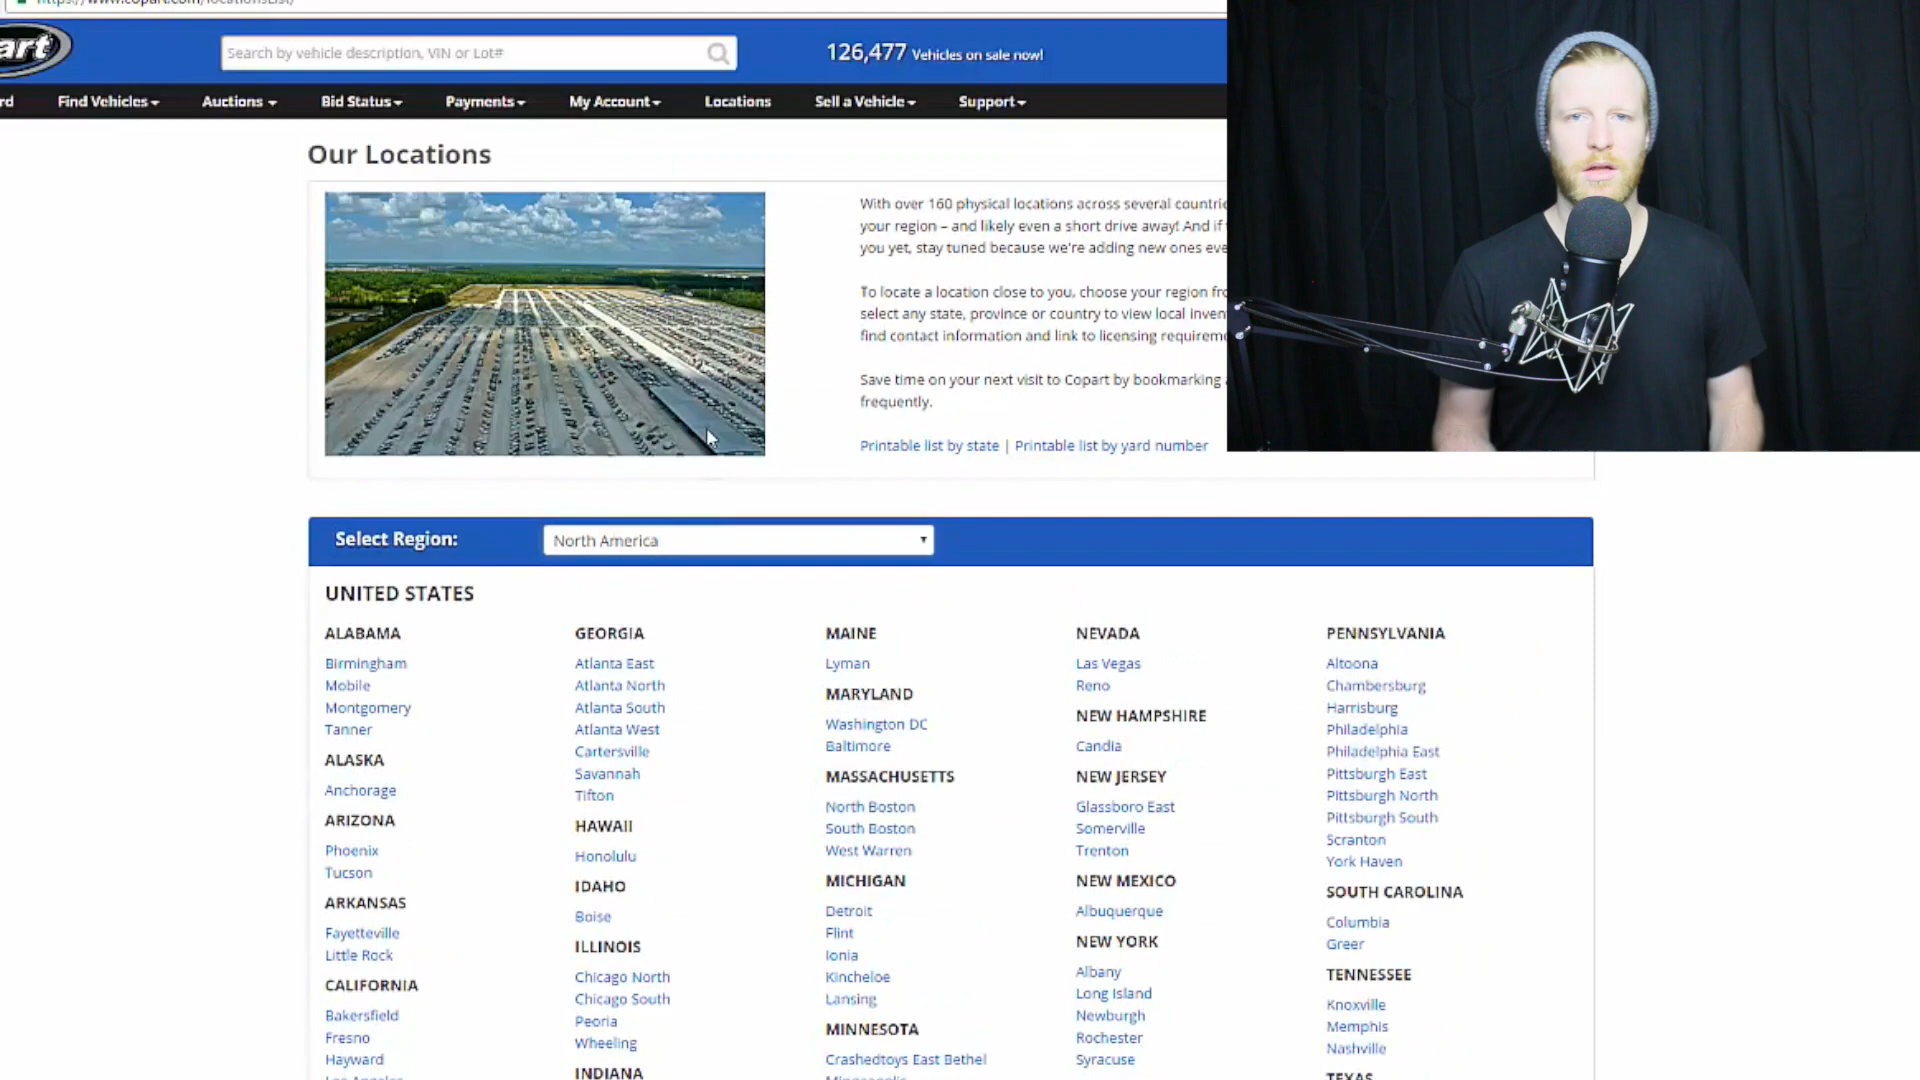 art
Search by vehicle description, VIN or Lot#
126,477 Vehicles on sale now!
rd Find Vehicles Auctions Bid Status Payments My Account Locations Sell a Vehicle Support
Our Locations
With over 160 physical locations across several countrie
your region – and likely even a short drive away! And if
you yet, stay tuned because we're adding new ones eve
To locate a location close to you, choose your region fro
select any state, province or country to view local inven
find contact information and link to licensing requireme
Save time on your next visit to Copart by bookmarking
frequently.
Printable list by state | Printable list by yard number
Select Region: North America
UNITED STATES
ALABAMA
Birmingham
Mobile
Montgomery
Tanner
ALASKA
Anchorage
ARIZONA
Phoenix
Tucson
ARKANSAS
Fayetteville
Little Rock
CALIFORNIA
Bakersfield
Fresno
Hayward
GEORGIA
Atlanta East
Atlanta North
Atlanta South
Atlanta West
Cartersville
Savannah
Tifton
HAWAII
Honolulu
IDAHO
Boise
ILLINOIS
Chicago North
Chicago South
Peoria
Wheeling
INDIANA
MAINE
Lyman
MARYLAND
Washington DC
Baltimore
MASSACHUSETTS
North Boston
South Boston
West Warren
MICHIGAN
Detroit
Flint
Ionia
Kincheloe
Lansing
MINNESOTA
Crashedtoys East Bethel
NEVADA
Las Vegas
Reno
NEW HAMPSHIRE
Candia
NEW JERSEY
Glassboro East
Somerville
Trenton
NEW MEXICO
Albuquerque
NEW YORK
Albany
Long Island
Newburgh
Rochester
Syracuse
PENNSYLVANIA
Altoona
Chambersburg
Harrisburg
Philadelphia
Philadelphia East
Pittsburgh East
Pittsburgh North
Pittsburgh South
Scranton
York Haven
SOUTH CAROLINA
Columbia
Greer
TENNESSEE
Knoxville
Memphis
Nashville
TEXAS